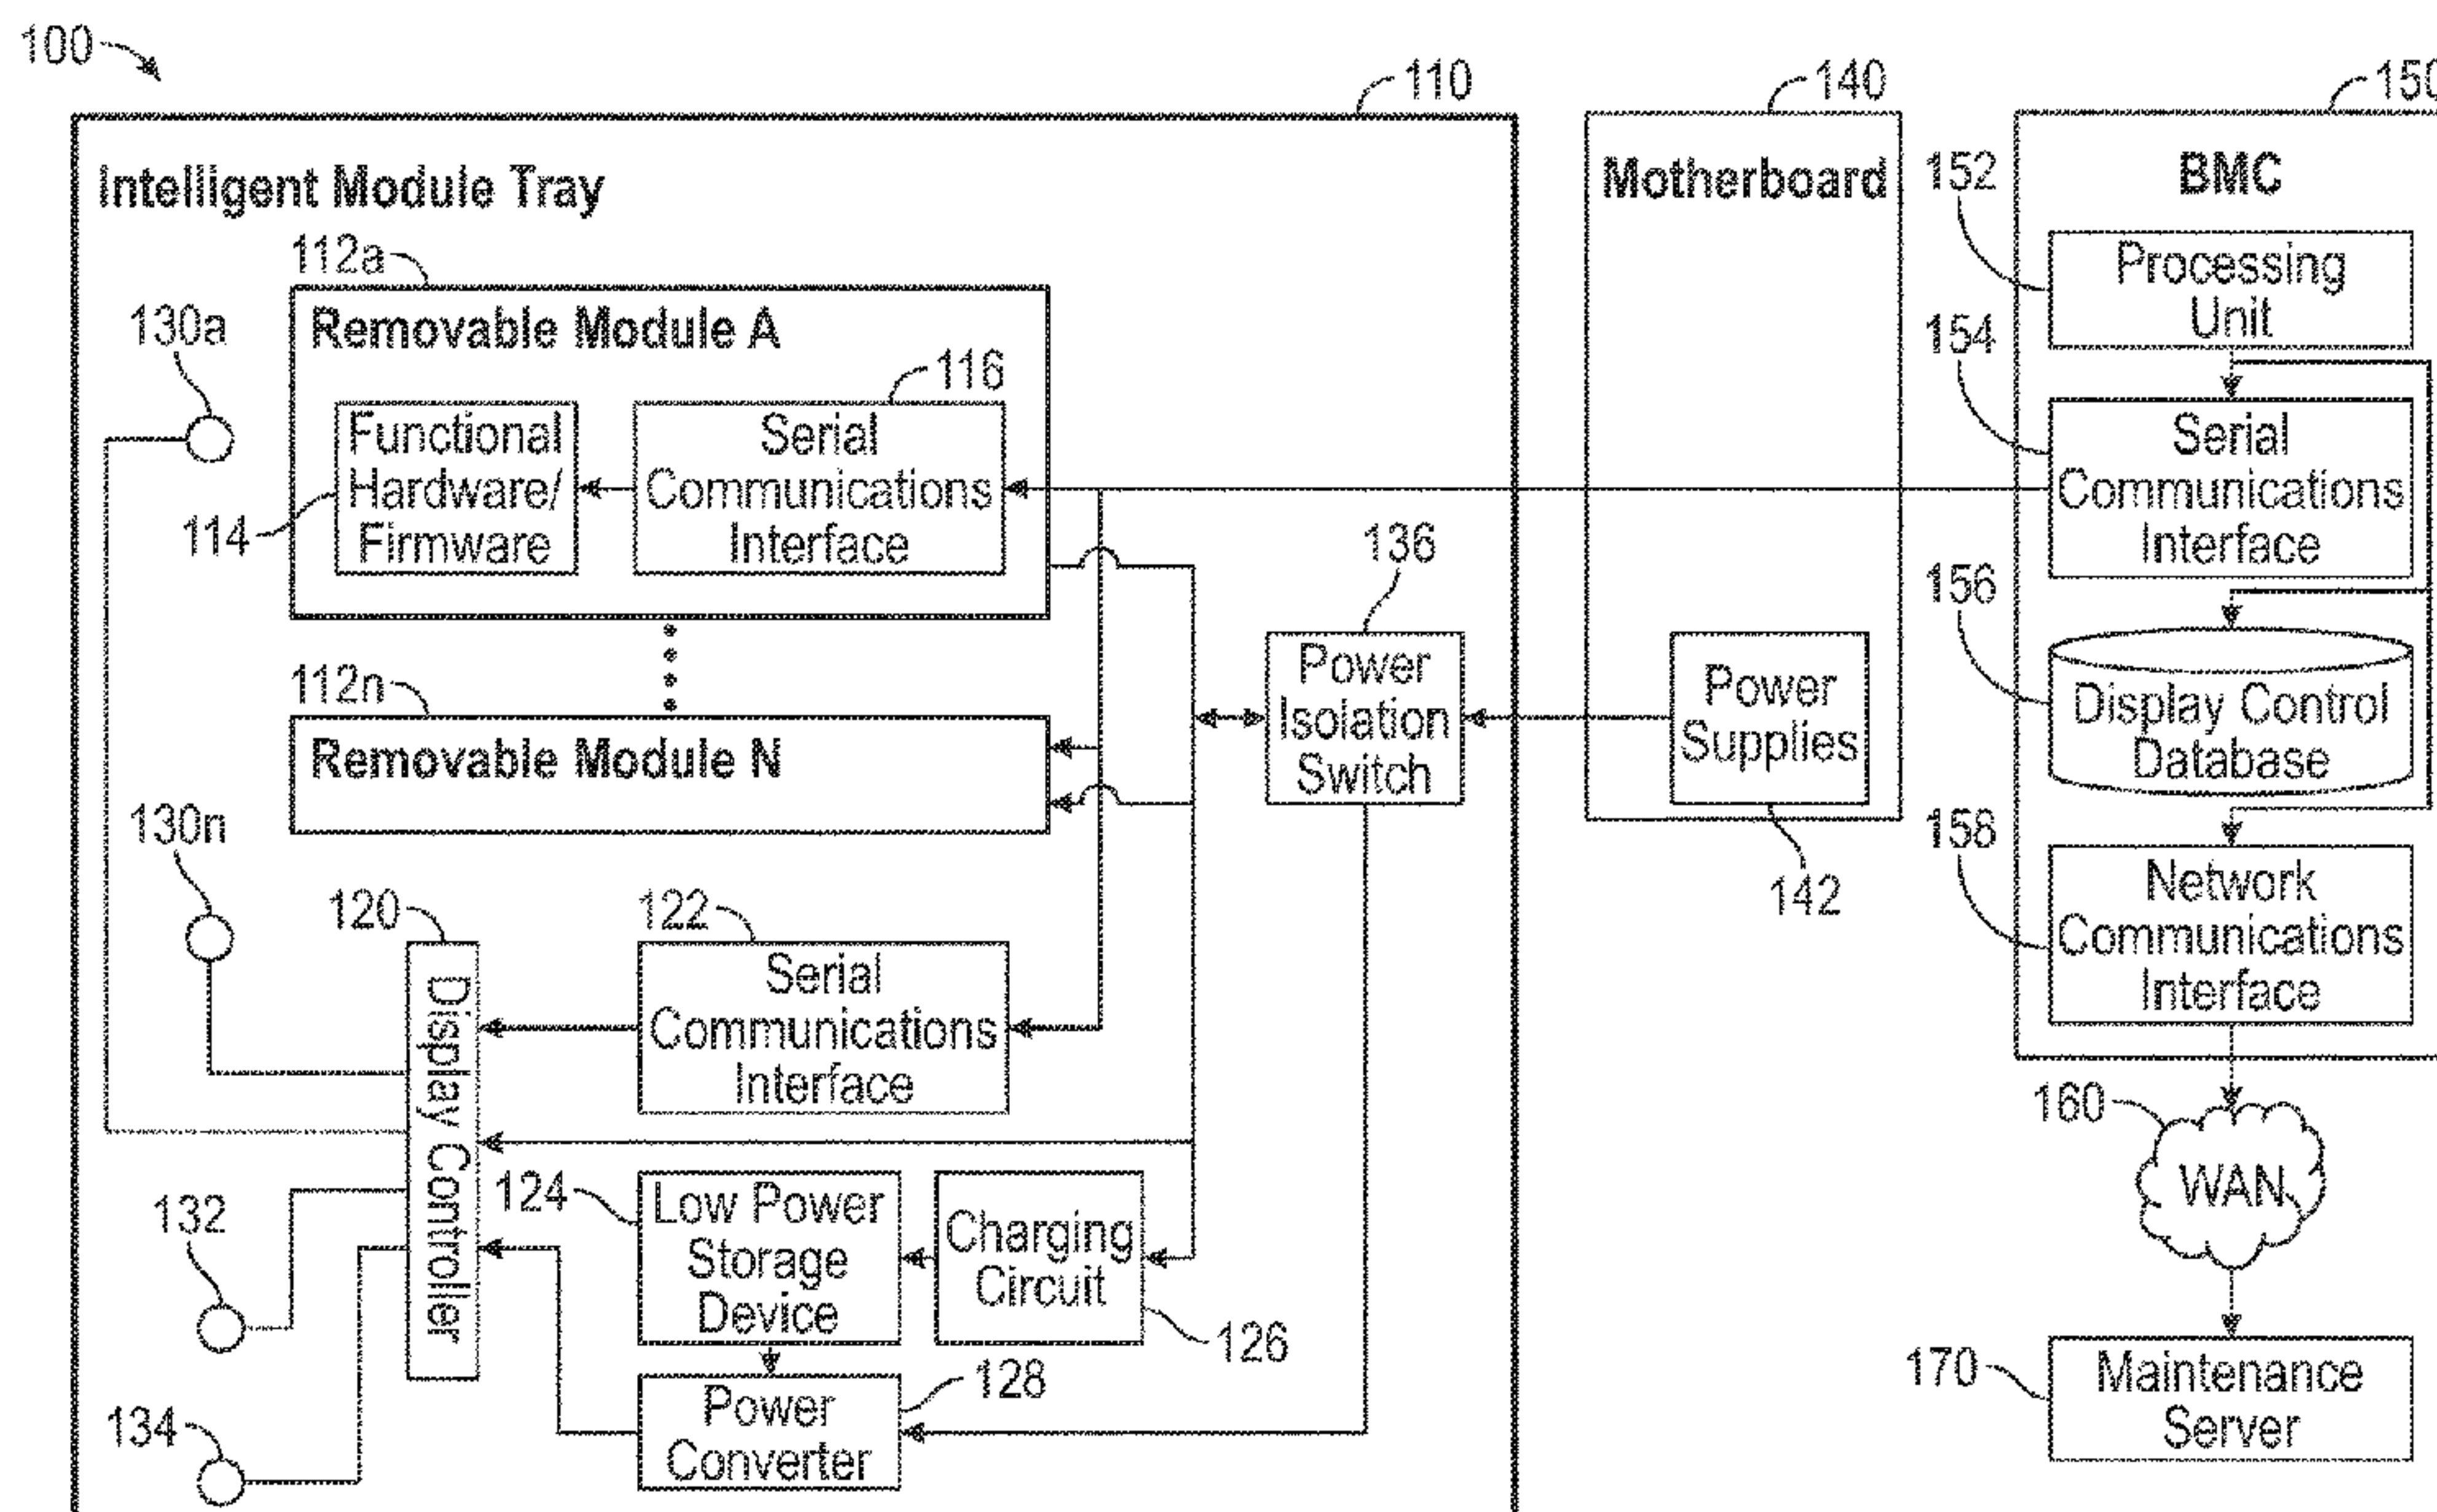 100
110
140
150
Intelligent Module Tray
Motherboard
152
BMC
112a
Processing
Unit
130a
Removable Module A
154
116
Functional
Hardware/
Firmware
Serial
Communications
Interface
Serial
Communications
Interface
114
136
156
Power
Isolation
Switch
Power
Supplies
Display Control
Database
112n
Removable Module N
130n
158
142
120
122
Network
Communications
Interface
Display Controller
Serial
Communications
Interface
160
WAN
124
Low Power
Storage
Device
Charging
Circuit
132
126
128
170
Maintenance
Server
134
Power
Converter